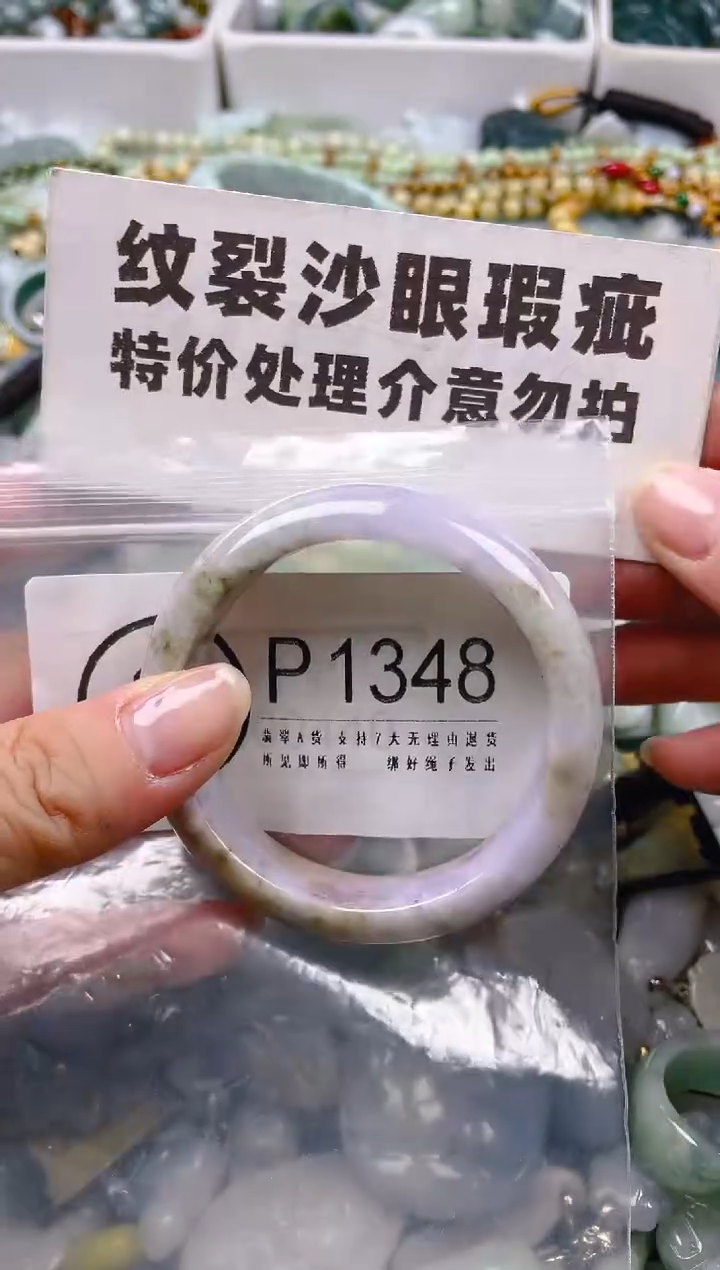 纹裂沙眼瑕疵
特价处理介意勿拍
P1348
翡翠A货 支持7天无理由退货
所见即所得 绑好绳子发出